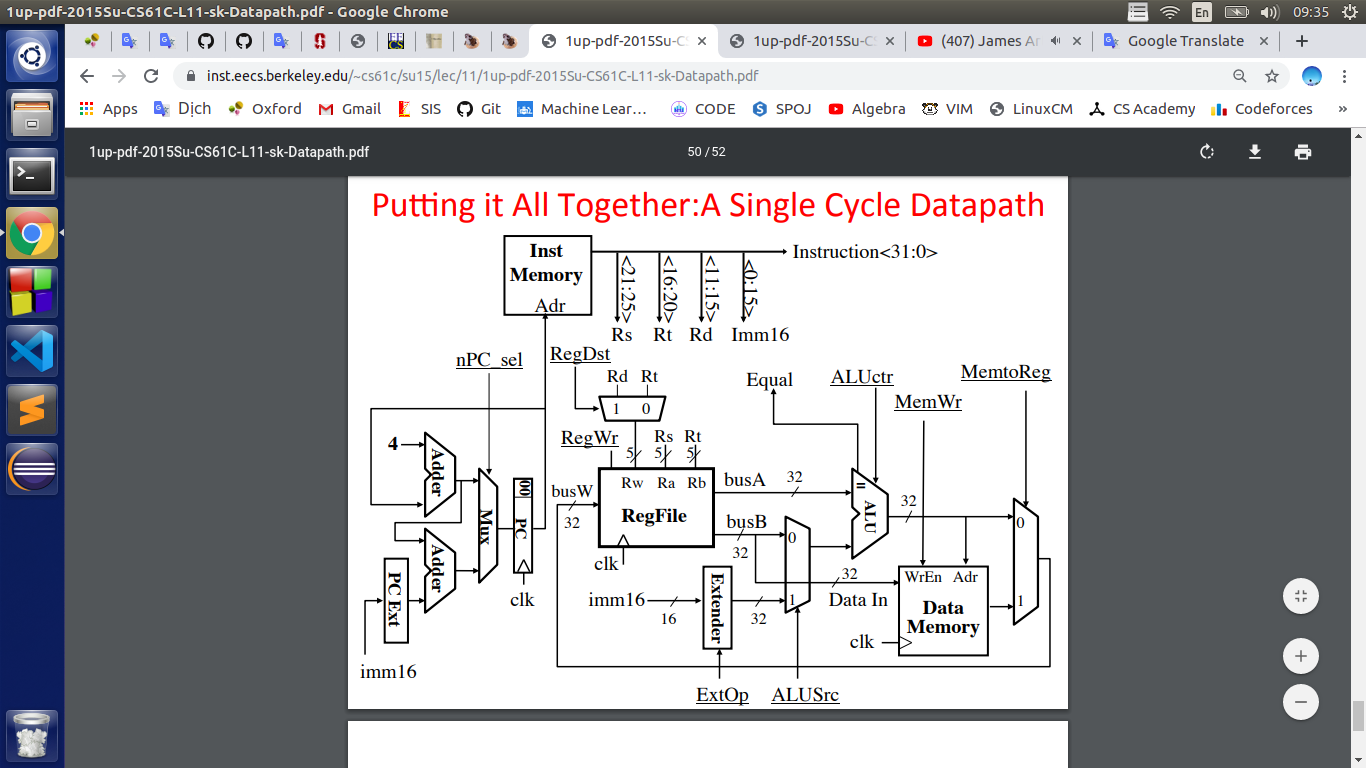 1up-pdf-2015Su-CS61C-L11-sk-Datapath.pdf - Google Chrome
En
09:35
1up-pdf-2015Su-CS
1up-pdf-2015Su-CS
(407) James Ar
Google Translate
inst.eecs.berkeley.edu/~cs61c/su15/lec/11/1up-pdf-2015Su-CS61C-L11-sk-Datapath.pdf
Apps
Dịch
Oxford
Gmail
SIS
Git
Machine Lear...
CODE
SPOJ
Algebra
VIM
LinuxCM
CS Academy
Codeforces
»
1up-pdf-2015Su-CS61C-L11-sk-Datapath.pdf
50 / 52
Putting it All Together:A Single Cycle Datapath
Inst
Memory
Adr
Instruction<31:0>
<21:25>
<16:20>
<11:15>
<0:15>
Rs
Rt
Rd
Imm16
nPC_sel
RegDst
Rd
Rt
1
0
Equal
ALUctr
MemtoReg
MemWr
4
Adder
RegWr
5
Rs
5
Rt
5
Rw
Ra
Rb
RegFile
clk
busW
32
busA
32
busB
32
=
ALU
32
0
1
0
1
Mux
00
PC
clk
Adder
PC Ext
imm16
imm16
16
Extender
32
32
Data In
WrEn
Adr
Data
Memory
clk
ExtOp
ALUSrc